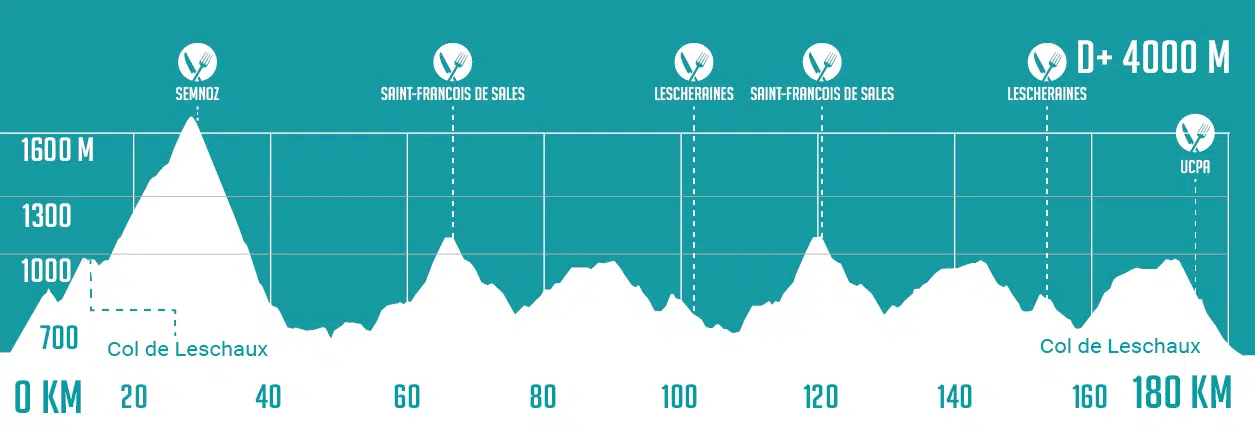 D+ 4000 M
SEMNOZ
SAINT-FRANCOIS DE SALES
LESCHERAINES
SAINT-FRANCOIS DE SALES
LESCHERAINES
UCPA
1600 M
1300
1000
700
Col de Leschaux
Col de Leschaux
0 KM
20
40
60
80
100
120
140
160
180 KM